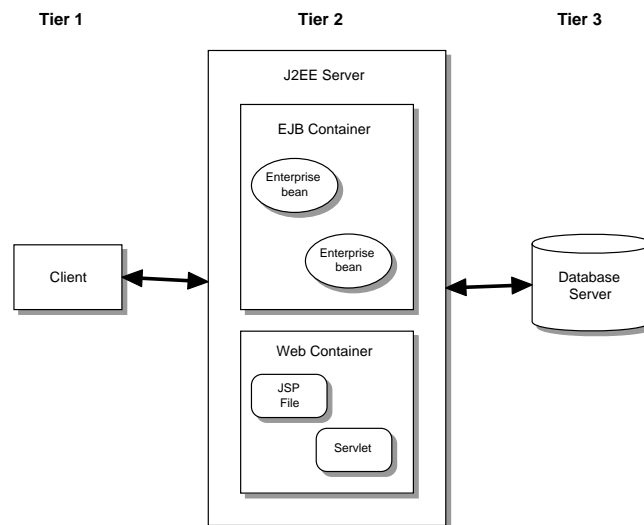 Tier 1
Tier 2
Tier 3
J2EE Server
EJB Container
Enterprise
bean
Enterprise
bean
Client
Database
Server
Web Container
JSP
File
Servlet